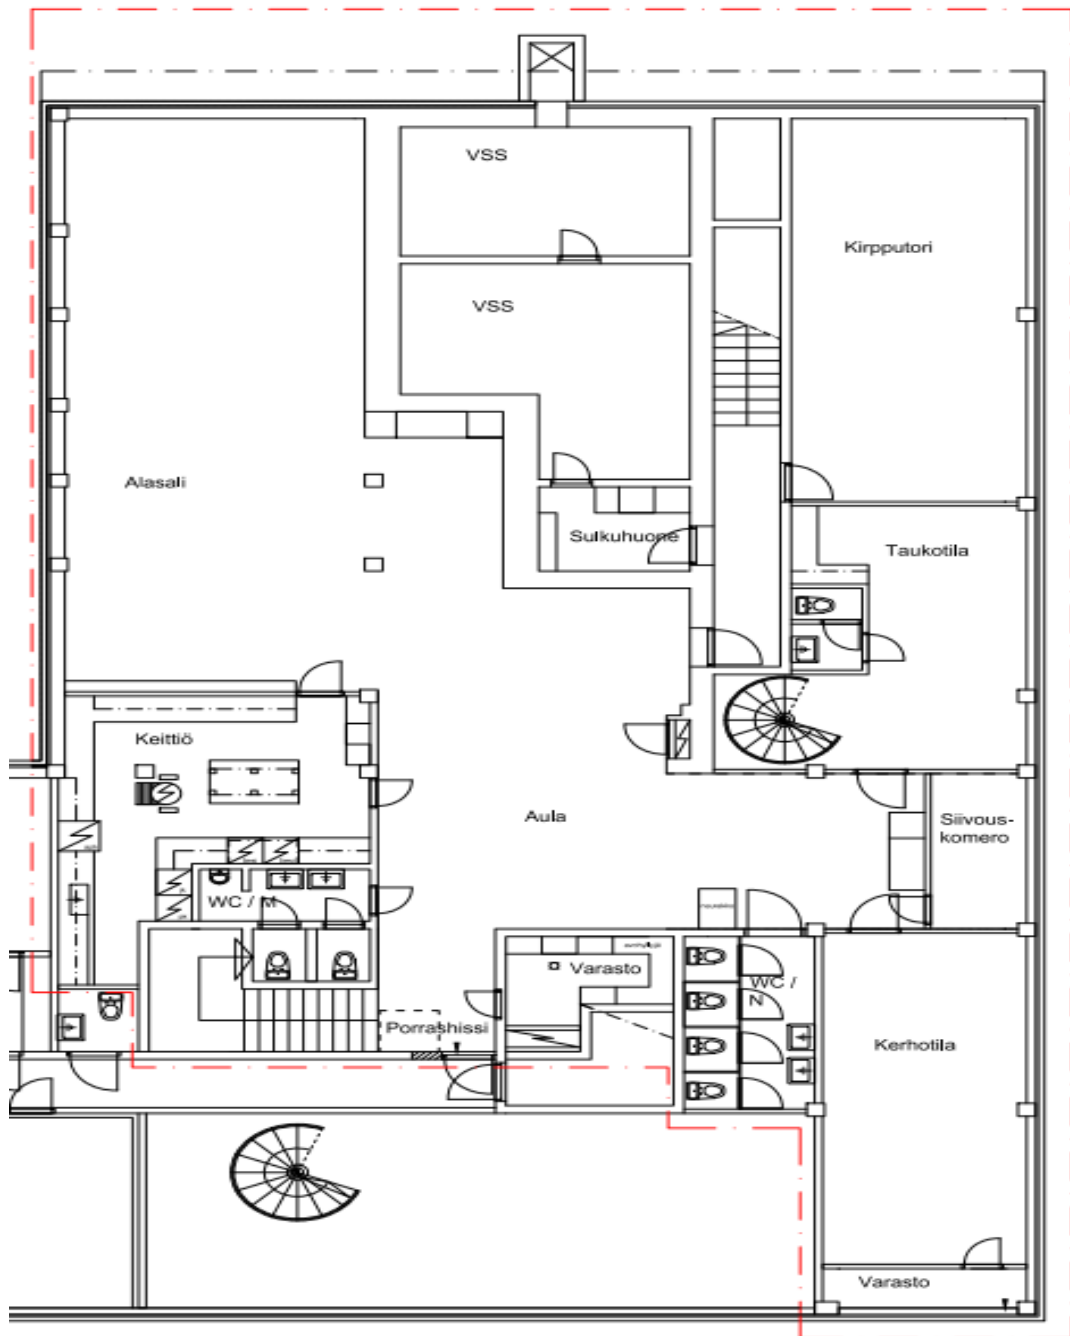 VSS
Kirpputori
VSS
Alasali
Sulkuhuone
Taukotila
Keittiö
Aula
Siivous-
komero
WC / M
Varasto
WC /
N
Porrashissi
Kerhotila
Varasto